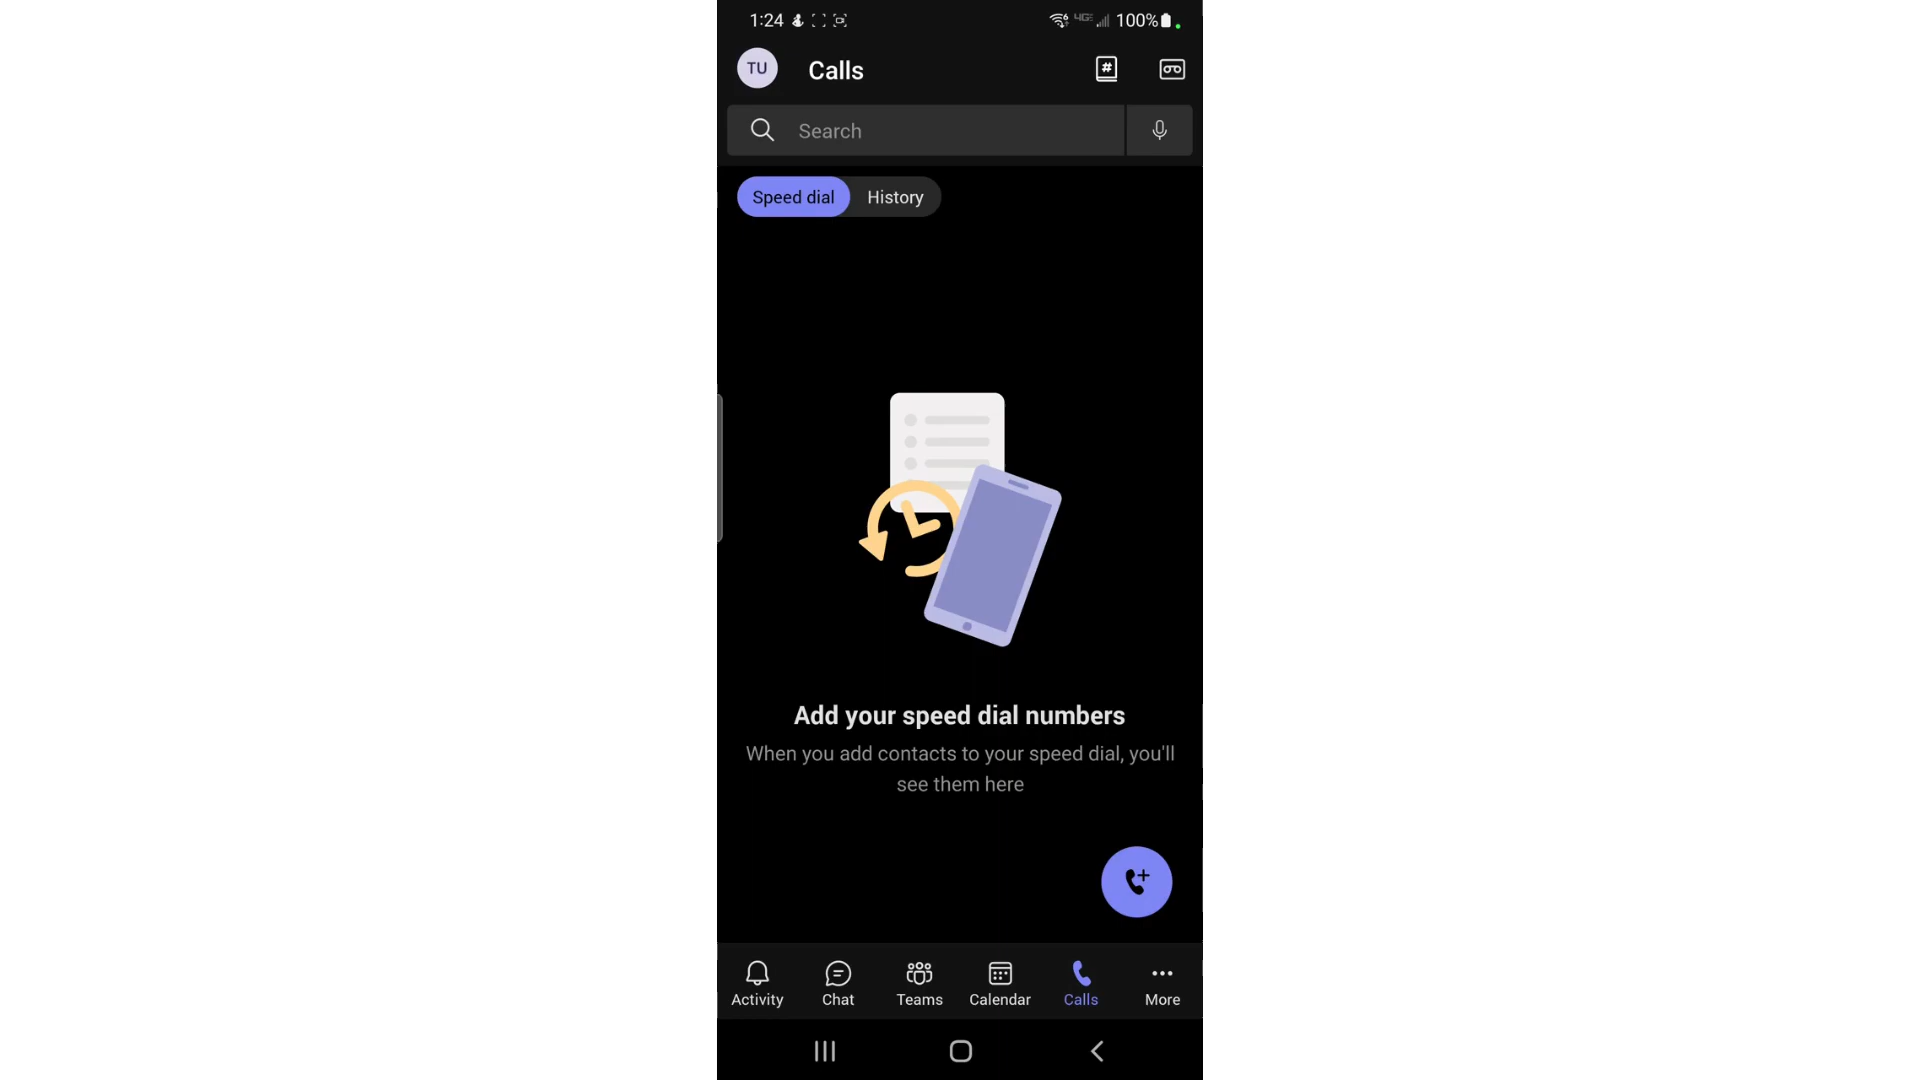 1:24
4G 100%
TU
Calls
Search
Speed dial
History
Add your speed dial numbers
When you add contacts to your speed dial, you'll
see them here
Activity
Chat
Teams
Calendar
Calls
More